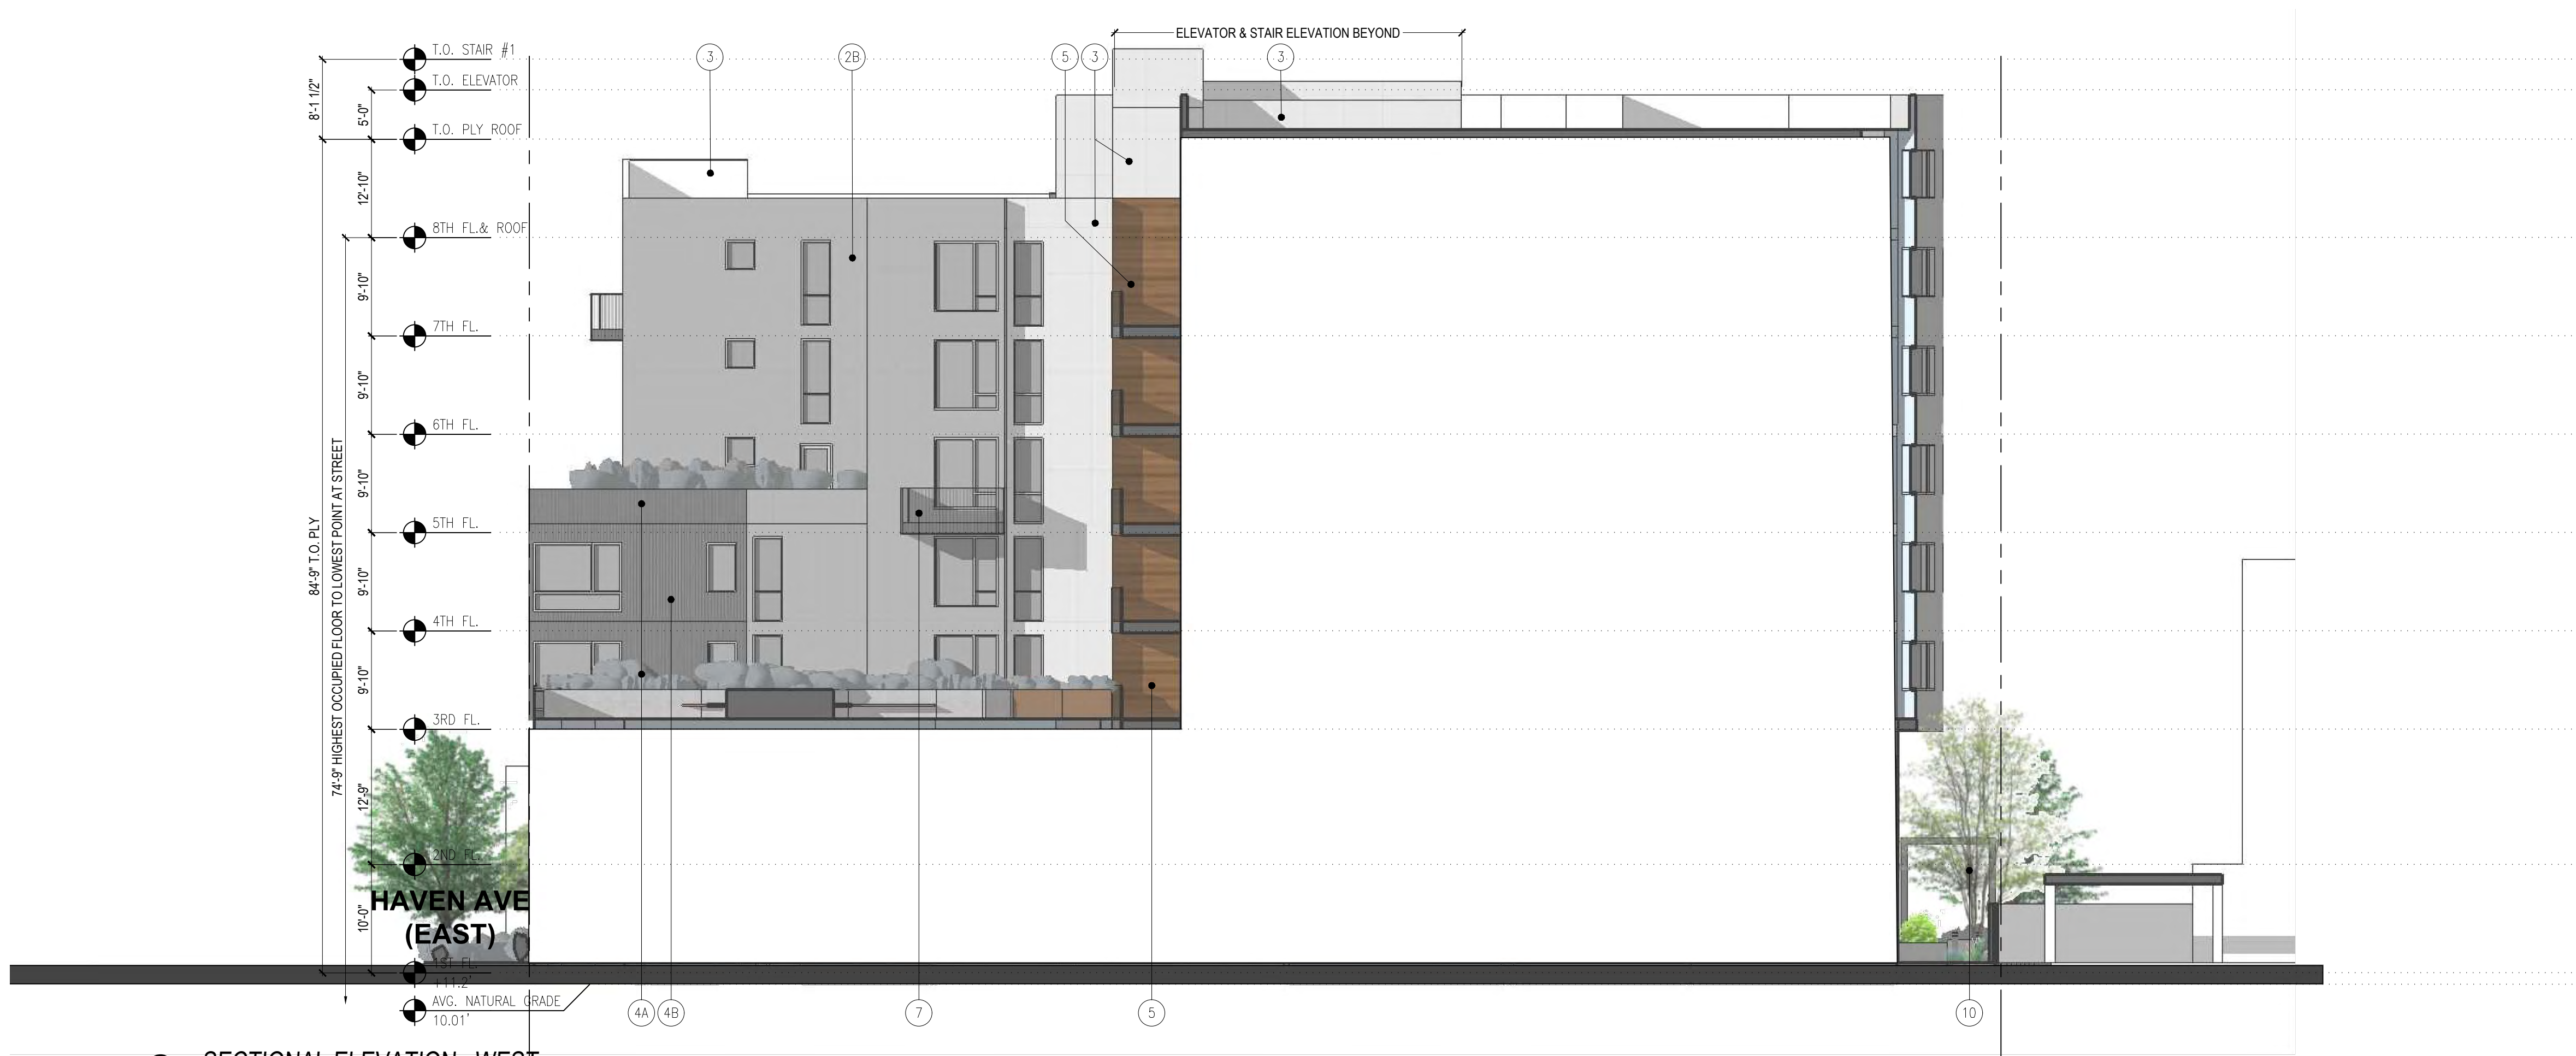 ELEVATOR & STAIR ELEVATION BEYOND
T.O. STAIR #1
3
2B
5
3
3
T.O. ELEVATOR
8'-1 1/2"
5'-0"
T.O. PLY ROOF
12'-10"
8TH FL.& ROOF
9'-10"
7TH FL.
9'-10"
6TH FL.
9'-10"
5TH FL.
9'-10"
4TH FL.
9'-10"
3RD FL.
84'-9" T.O. PLY
74'-9" HIGHEST OCCUPIED FLOOR TO LOWEST POINT AT STREET
12'-9"
2ND FL.
HAVEN AVE
(EAST)
10'-0"
1ST FL.
+11.2'
AVG. NATURAL GRADE
10.01'
4A
4B
7
5
10
SECTIONAL ELEVATION - WEST